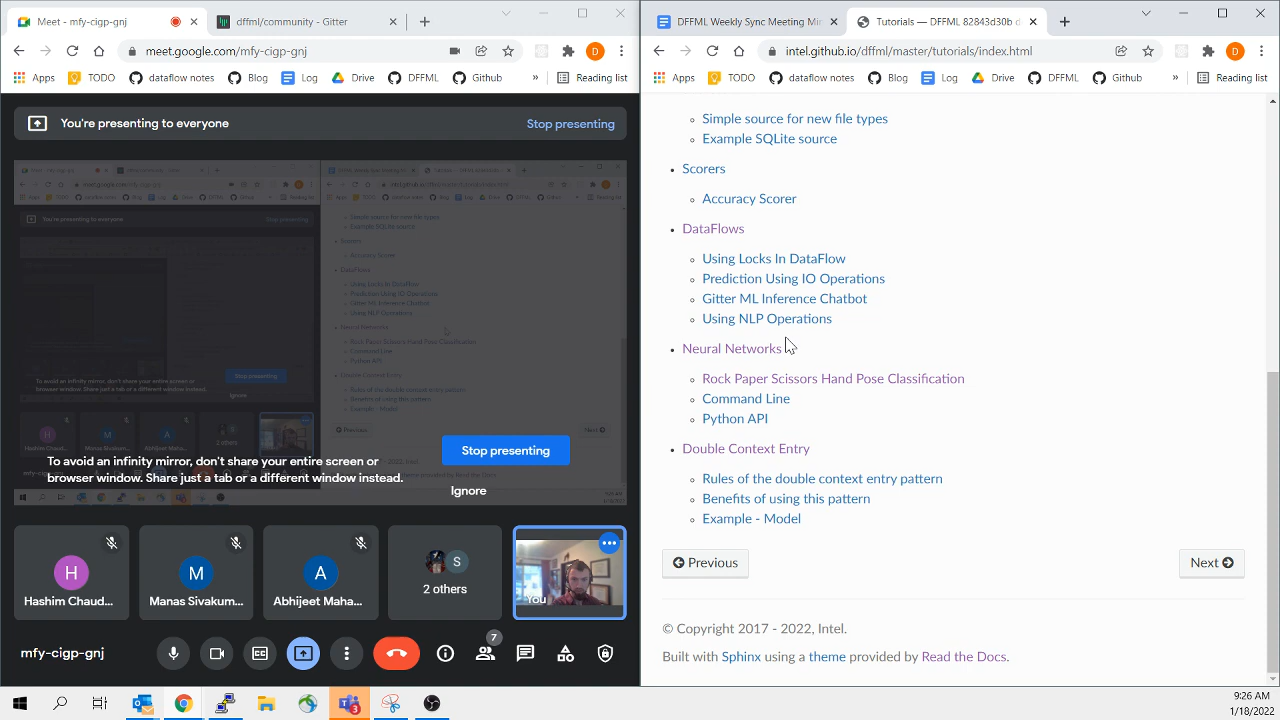 Meet - mfy-cigp-gnj
dffml/community - Gitter
meet.google.com/mfy-cigp-gnj
D
Apps
TODO
dataflow notes
Blog
Log
Drive
DFFML
Github
»
Reading list
You're presenting to everyone
Stop presenting
To avoid an infinity mirror, don't share your entire screen or
browser window. Share just a tab or a different window instead.
Stop presenting
Ignore
H
Hashim Chaud...
M
Manas Sivakum...
A
Abhijeet Maha...
S
2 others
You
mfy-cigp-gnj
7
DFFML Weekly Sync Meeting Min
Tutorials — DFFML 82843d30b d
intel.github.io/dffml/master/tutorials/index.html
D
Apps
TODO
dataflow notes
Blog
Log
Drive
DFFML
Github
»
Reading list
Simple source for new file types
Example SQLite source
Scorers
Accuracy Scorer
DataFlows
Using Locks In DataFlow
Prediction Using IO Operations
Gitter ML Inference Chatbot
Using NLP Operations
Neural Networks
Rock Paper Scissors Hand Pose Classification
Command Line
Python API
Double Context Entry
Rules of the double context entry pattern
Benefits of using this pattern
Example - Model
Previous
Next
© Copyright 2017 - 2022, Intel.
Built with Sphinx using a theme provided by Read the Docs.
3
9:26 AM
1/18/2022